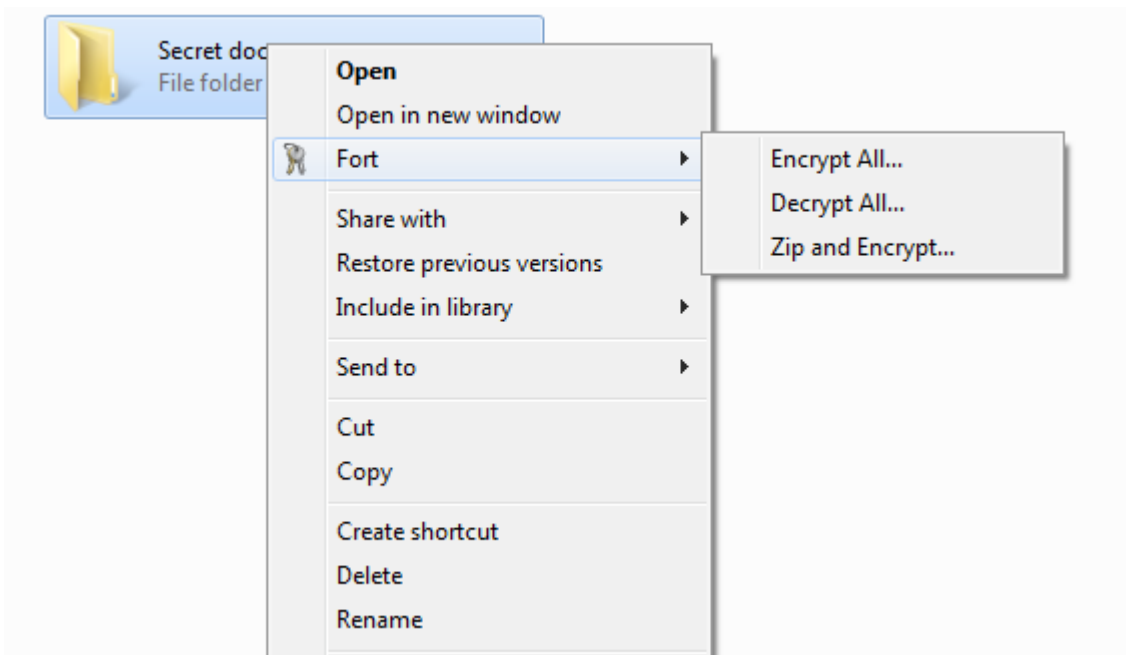 Secret doc
File folder
Open
Open in new window
Fort
Encrypt All...
Decrypt All...
Zip and Encrypt...
Share with
Restore previous versions
Include in library
Send to
Cut
Copy
Create shortcut
Delete
Rename